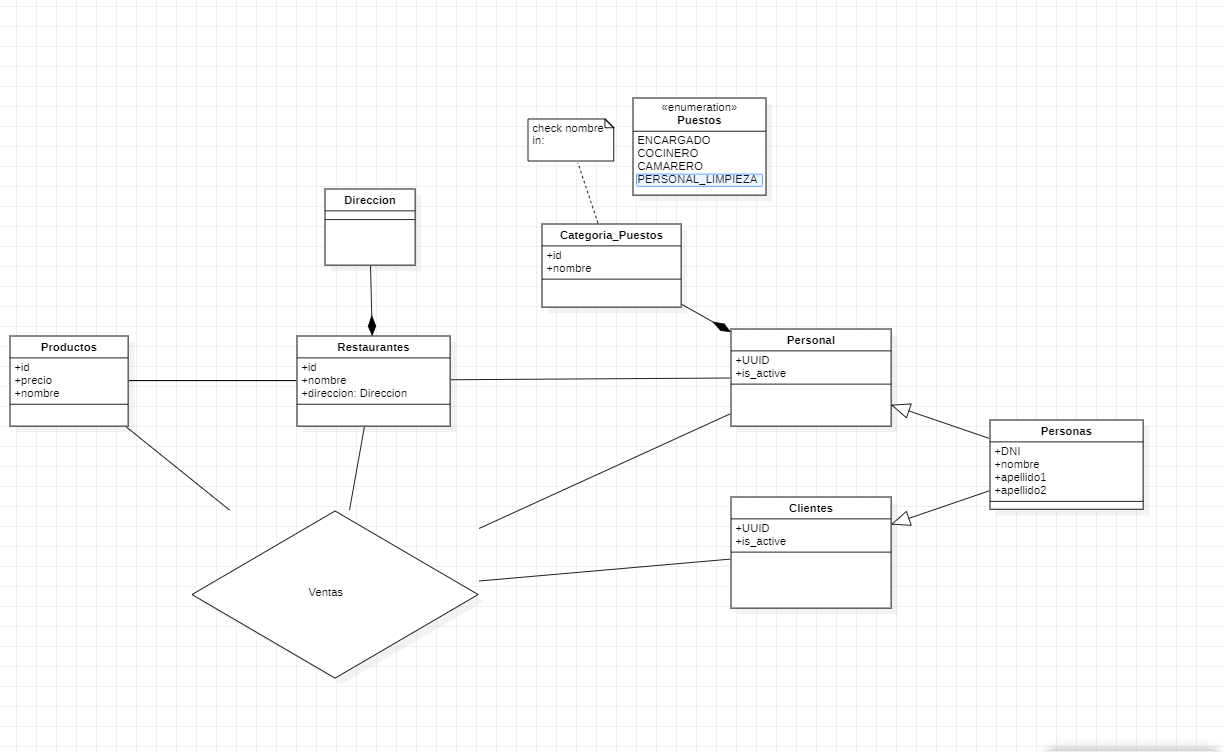 «enumeration»
Puestos
ENCARGADO
COCINERO
CAMARERO
PERSONAL_LIMPIEZA
check nombre
in:
Direccion
Categoria_Puestos
+id
+nombre
Productos
+id
+precio
+nombre
Restaurantes
+id
+nombre
+direccion: Direccion
Personal
+UUID
+is_active
Personas
+DNI
+nombre
+apellido1
+apellido2
Clientes
+UUID
+is_active
Ventas